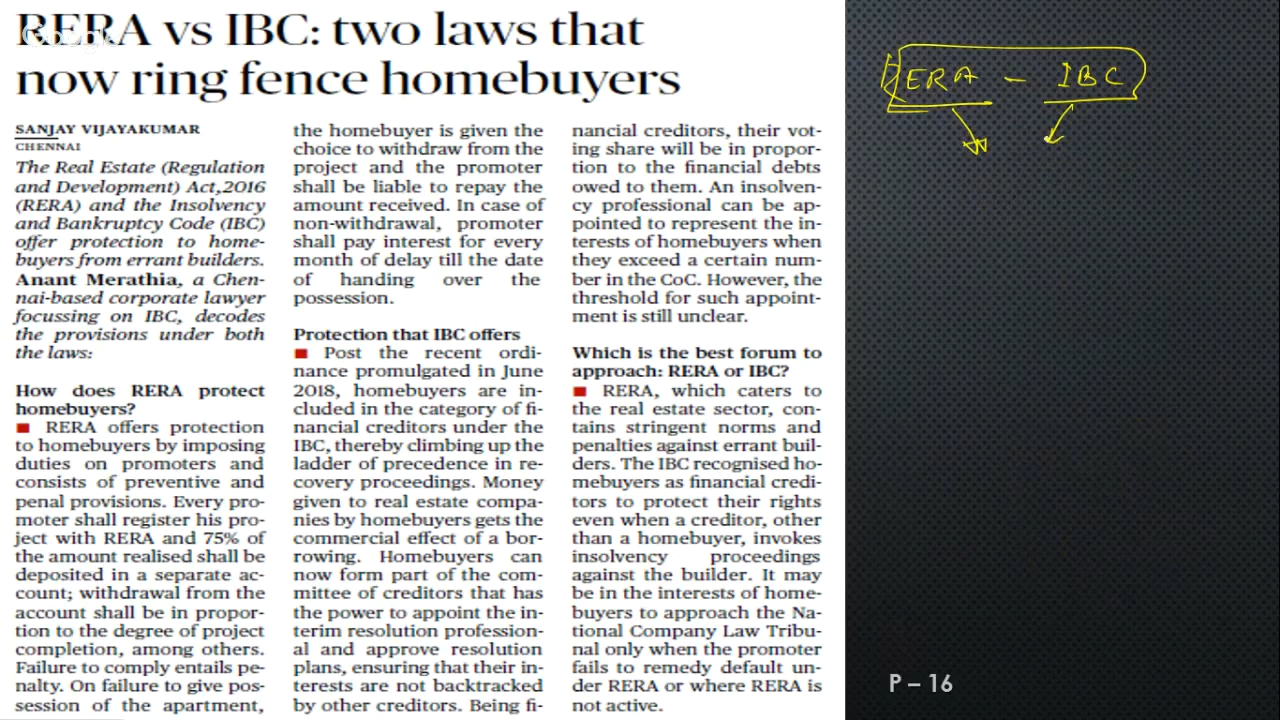 RERA vs IBC: two laws that
now ring fence homebuyers
Google
SANJAY VIJAYAKUMAR
CHENNAI
The Real Estate (Regulation
and Development) Act,2016
(RERA) and the Insolvency
and Bankruptcy Code (IBC)
offer protection to home-
buyers from errant builders.
Anant Merathia, a Chen-
nai-based corporate lawyer
focussing on IBC, decodes
the provisions under both
the laws:
How does RERA protect
homebuyers?
■ RERA offers protection
to homebuyers by imposing
duties on promoters and
consists of preventive and
penal provisions. Every pro-
moter shall register his pro-
ject with RERA and 75% of
the amount realised shall be
deposited in a separate ac-
count; withdrawal from the
account shall be in propor-
tion to the degree of project
completion, among others.
Failure to comply entails pe-
nalty. On failure to give pos-
session of the apartment,
the homebuyer is given the
choice to withdraw from the
project and the promoter
shall be liable to repay the
amount received. In case of
non-withdrawal, promoter
shall pay interest for every
month of delay till the date
of handing over the
possession.
Protection that IBC offers
■ Post the recent ordi-
nance promulgated in June
2018, homebuyers are in-
cluded in the category of fi-
nancial creditors under the
IBC, thereby climbing up the
ladder of precedence in re-
covery proceedings. Money
given to real estate compa-
nies by homebuyers gets the
commercial effect of a bor-
rowing. Homebuyers can
now form part of the com-
mittee of creditors that has
the power to appoint the in-
terim resolution profession-
al and approve resolution
plans, ensuring that their in-
terests are not backtracked
by other creditors. Being fi-
nancial creditors, their vot-
ing share will be in propor-
tion to the financial debts
owed to them. An insolven-
cy professional can be ap-
pointed to represent the in-
terests of homebuyers when
they exceed a certain num-
ber in the CoC. However, the
threshold for such appoint-
ment is still unclear.
Which is the best forum to
approach: RERA or IBC?
■ RERA, which caters to
the real estate sector, con-
tains stringent norms and
penalties against errant buil-
ders. The IBC recognised ho-
mebuyers as financial credi-
tors to protect their rights
even when a creditor, other
than a homebuyer, invokes
insolvency proceedings
against the builder. It may
be in the interests of home-
buyers to approach the Na-
tional Company Law Tribu-
nal only when the promoter
fails to remedy default un-
der RERA or where RERA is
not active.
RERA - IBC
P – 16